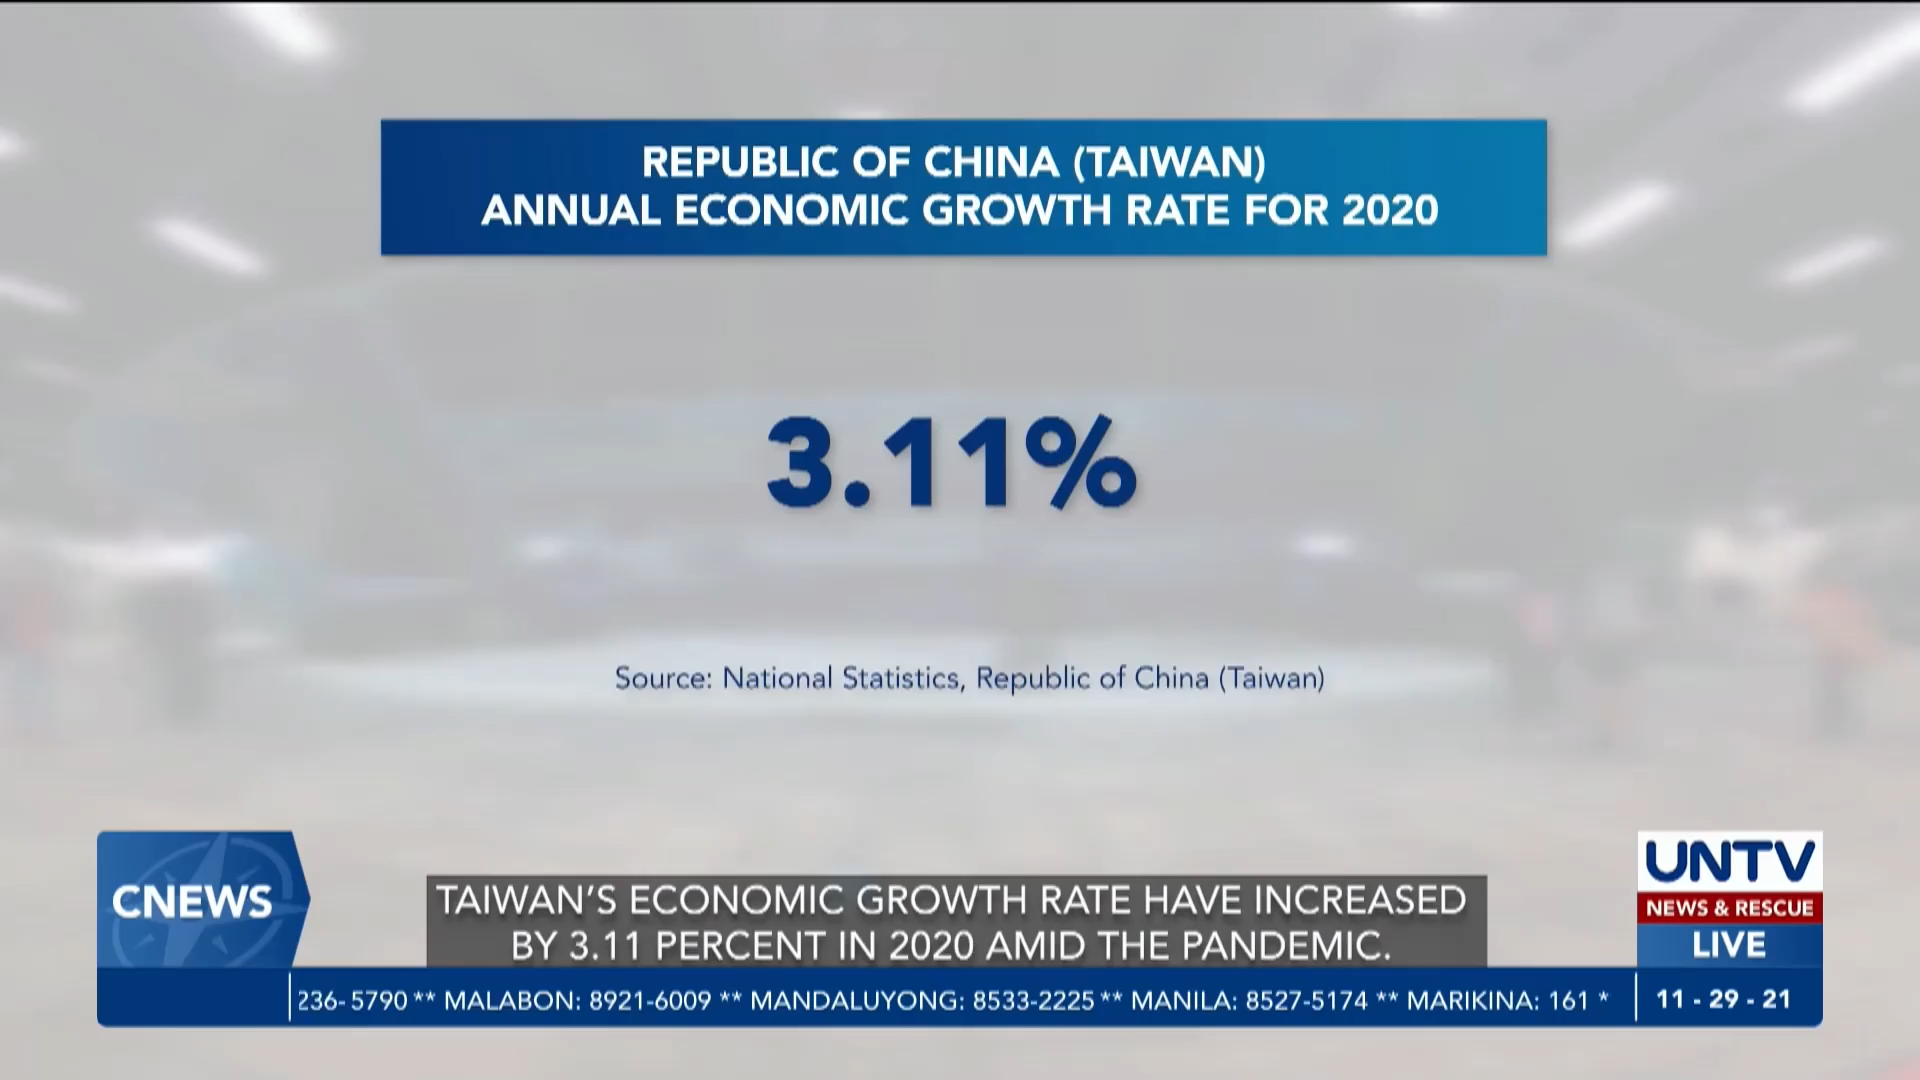 REPUBLIC OF CHINA (TAIWAN)
ANNUAL ECONOMIC GROWTH RATE FOR 2020
3.11%
Source: National Statistics, Republic of China (Taiwan)
CNEWS
TAIWAN'S ECONOMIC GROWTH RATE HAVE INCREASED
BY 3.11 PERCENT IN 2020 AMID THE PANDEMIC.
UNTV
NEWS & RESCUE
LIVE
236-5790 ** MALABON: 8921-6009 ** MANDALUYONG: 8533-2225 ** MANILA: 8527-5174 ** MARIKINA: 161 *
11 - 29 - 21